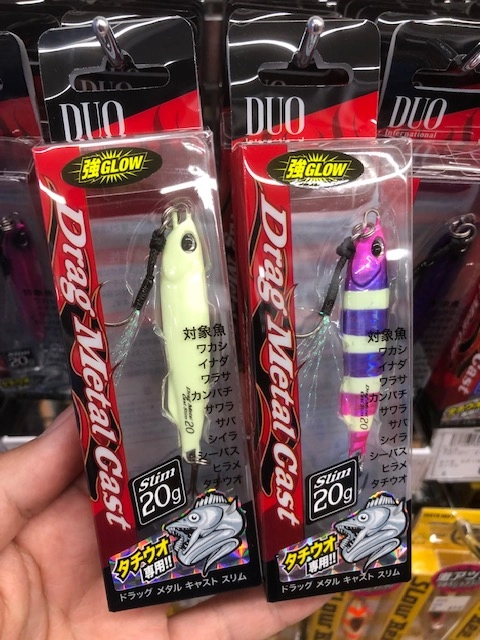 DUO
強GLOW
Drag Metal Cast
対象魚
ワカシ
イナダ
ワラサ
カンパチ
サワラ
サバ
シイラ
シーバス
ヒラメ
タチウオ
Slim
20g
タチウオ
専用!!
ドラッグ メタル キャスト スリム
DUO
International
強GLOW
Drag Metal Cast
対象魚
ワカシ
イナダ
ワラサ
カンパチ
サワラ
サバ
シイラ
シーバス
ヒラメ
タチウオ
Slim
20g
タチウオ
専用!!
ドラッグ メタル キャスト スリム
DUO
International